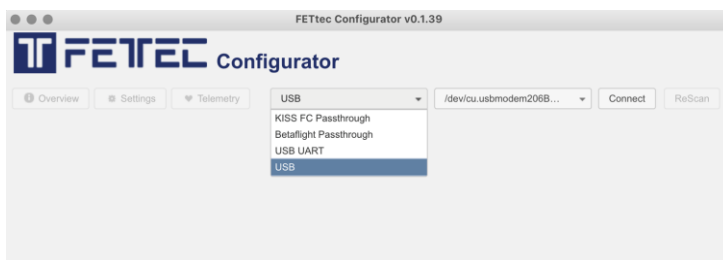 FETtec Configurator v0.1.39
FETTEC Configurator
Overview Settings Telemetry USB /dev/cu.usbmodem206B... Connect ReScan
KISS FC Passthrough
Betaflight Passthrough
USB UART
USB